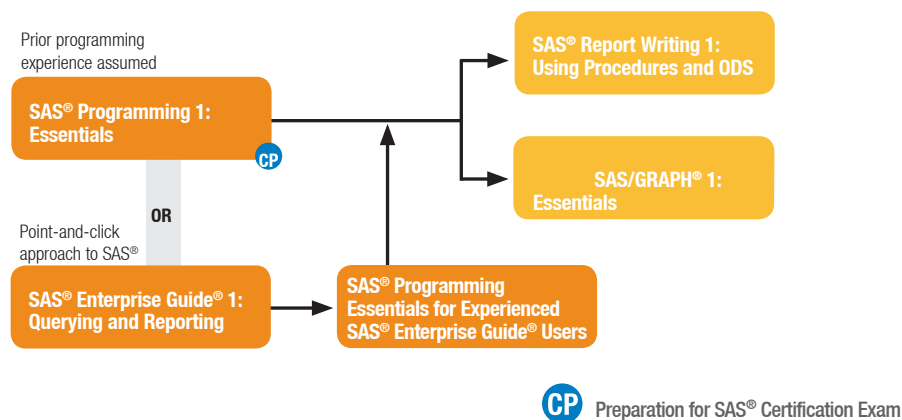 Prior programming
experience assumed
SAS® Programming 1:
Essentials
CP
OR
Point-and-click
approach to SAS®
SAS® Enterprise Guide® 1:
Querying and Reporting
SAS® Programming
Essentials for Experienced
SAS® Enterprise Guide® Users
SAS® Report Writing 1:
Using Procedures and ODS
SAS/GRAPH® 1:
Essentials
CP Preparation for SAS® Certification Exam